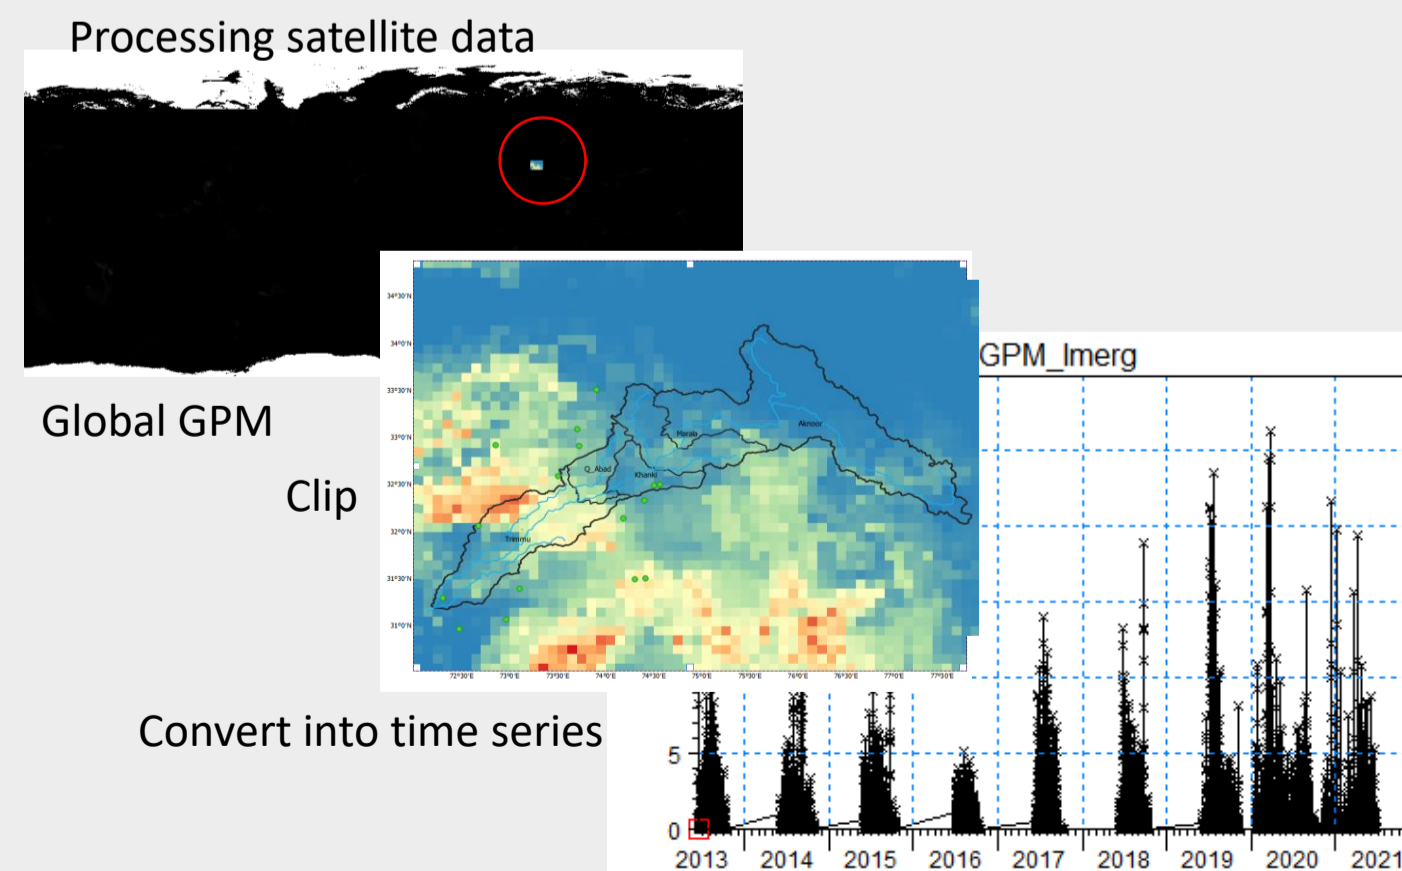 Processing satellite data
Global GPM
Clip
Convert into time series
34°30'N
34°0'N
33°30'N
33°0'N
32°30'N
32°0'N
31°30'N
31°0'N
72°30'E
73°0'E
73°30'E
74°0'E
74°30'E
75°0'E
75°30'E
76°0'E
76°30'E
77°0'E
77°30'E
Aknoor
Marala
Q_Abad
Khanki
Trimmu
GPM_Imerg
5
0
2013 2014 2015 2016 2017 2018 2019 2020 2021